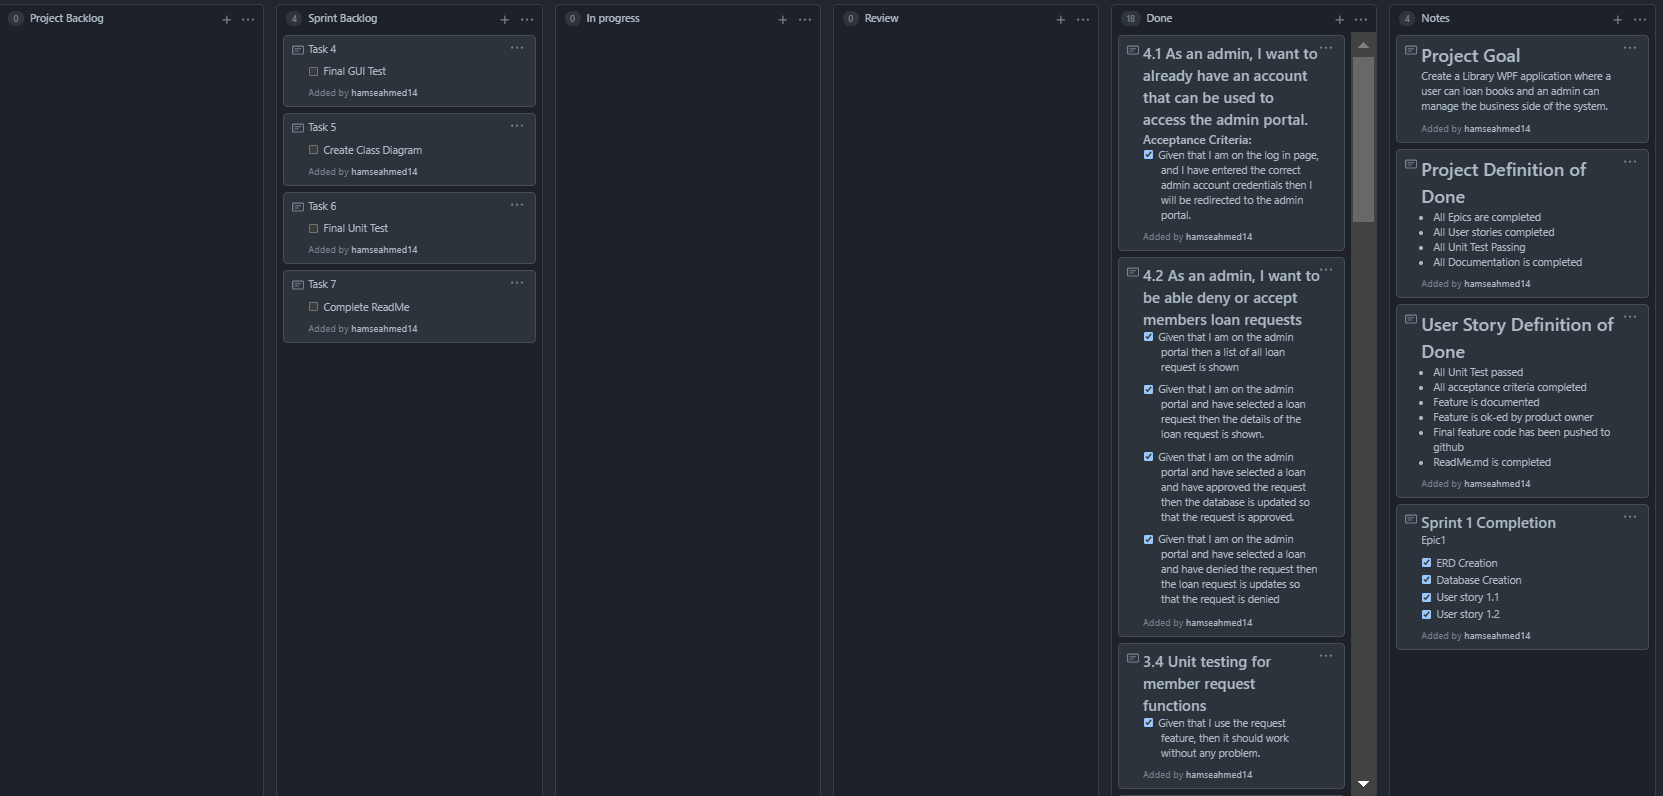 0 Project Backlog
4 Sprint Backlog
Task 4
Final GUI Test
Added by hamseahmed14
Task 5
Create Class Diagram
Added by hamseahmed14
Task 6
Final Unit Test
Added by hamseahmed14
Task 7
Complete ReadMe
Added by hamseahmed14
0 In progress
0 Review
18 Done
4.1 As an admin, I want to
already have an account
that can be used to
access the admin portal.
Acceptance Criteria:
Given that I am on the log in page,
and I have entered the correct
admin account credentials then I
will be redirected to the admin
portal.
Added by hamseahmed14
4.2 As an admin, I want to
be able deny or accept
members loan requests
Given that I am on the admin
portal then a list of all loan
request is shown
Given that I am on the admin
portal and have selected a loan
request then the details of the
loan request is shown.
Given that I am on the admin
portal and have selected a loan
and have approved the request
then the database is updated so
that the request is approved.
Given that I am on the admin
portal and have selected a loan
and have denied the request then
the loan request is updates so
that the request is denied
Added by hamseahmed14
3.4 Unit testing for
member request
functions
Given that I use the request
feature, then it should work
without any problem.
Added by hamseahmed14
4 Notes
Project Goal
Create a Library WPF application where a
user can loan books and an admin can
manage the business side of the system.
Added by hamseahmed14
Project Definition of
Done
All Epics are completed
All User stories completed
All Unit Test Passing
All Documentation is completed
Added by hamseahmed14
User Story Definition of
Done
All Unit Test passed
All acceptance criteria completed
Feature is documented
Feature is ok-ed by product owner
Final feature code has been pushed to
github
ReadMe.md is completed
Added by hamseahmed14
Sprint 1 Completion
Epic1
ERD Creation
Database Creation
User story 1.1
User story 1.2
Added by hamseahmed14